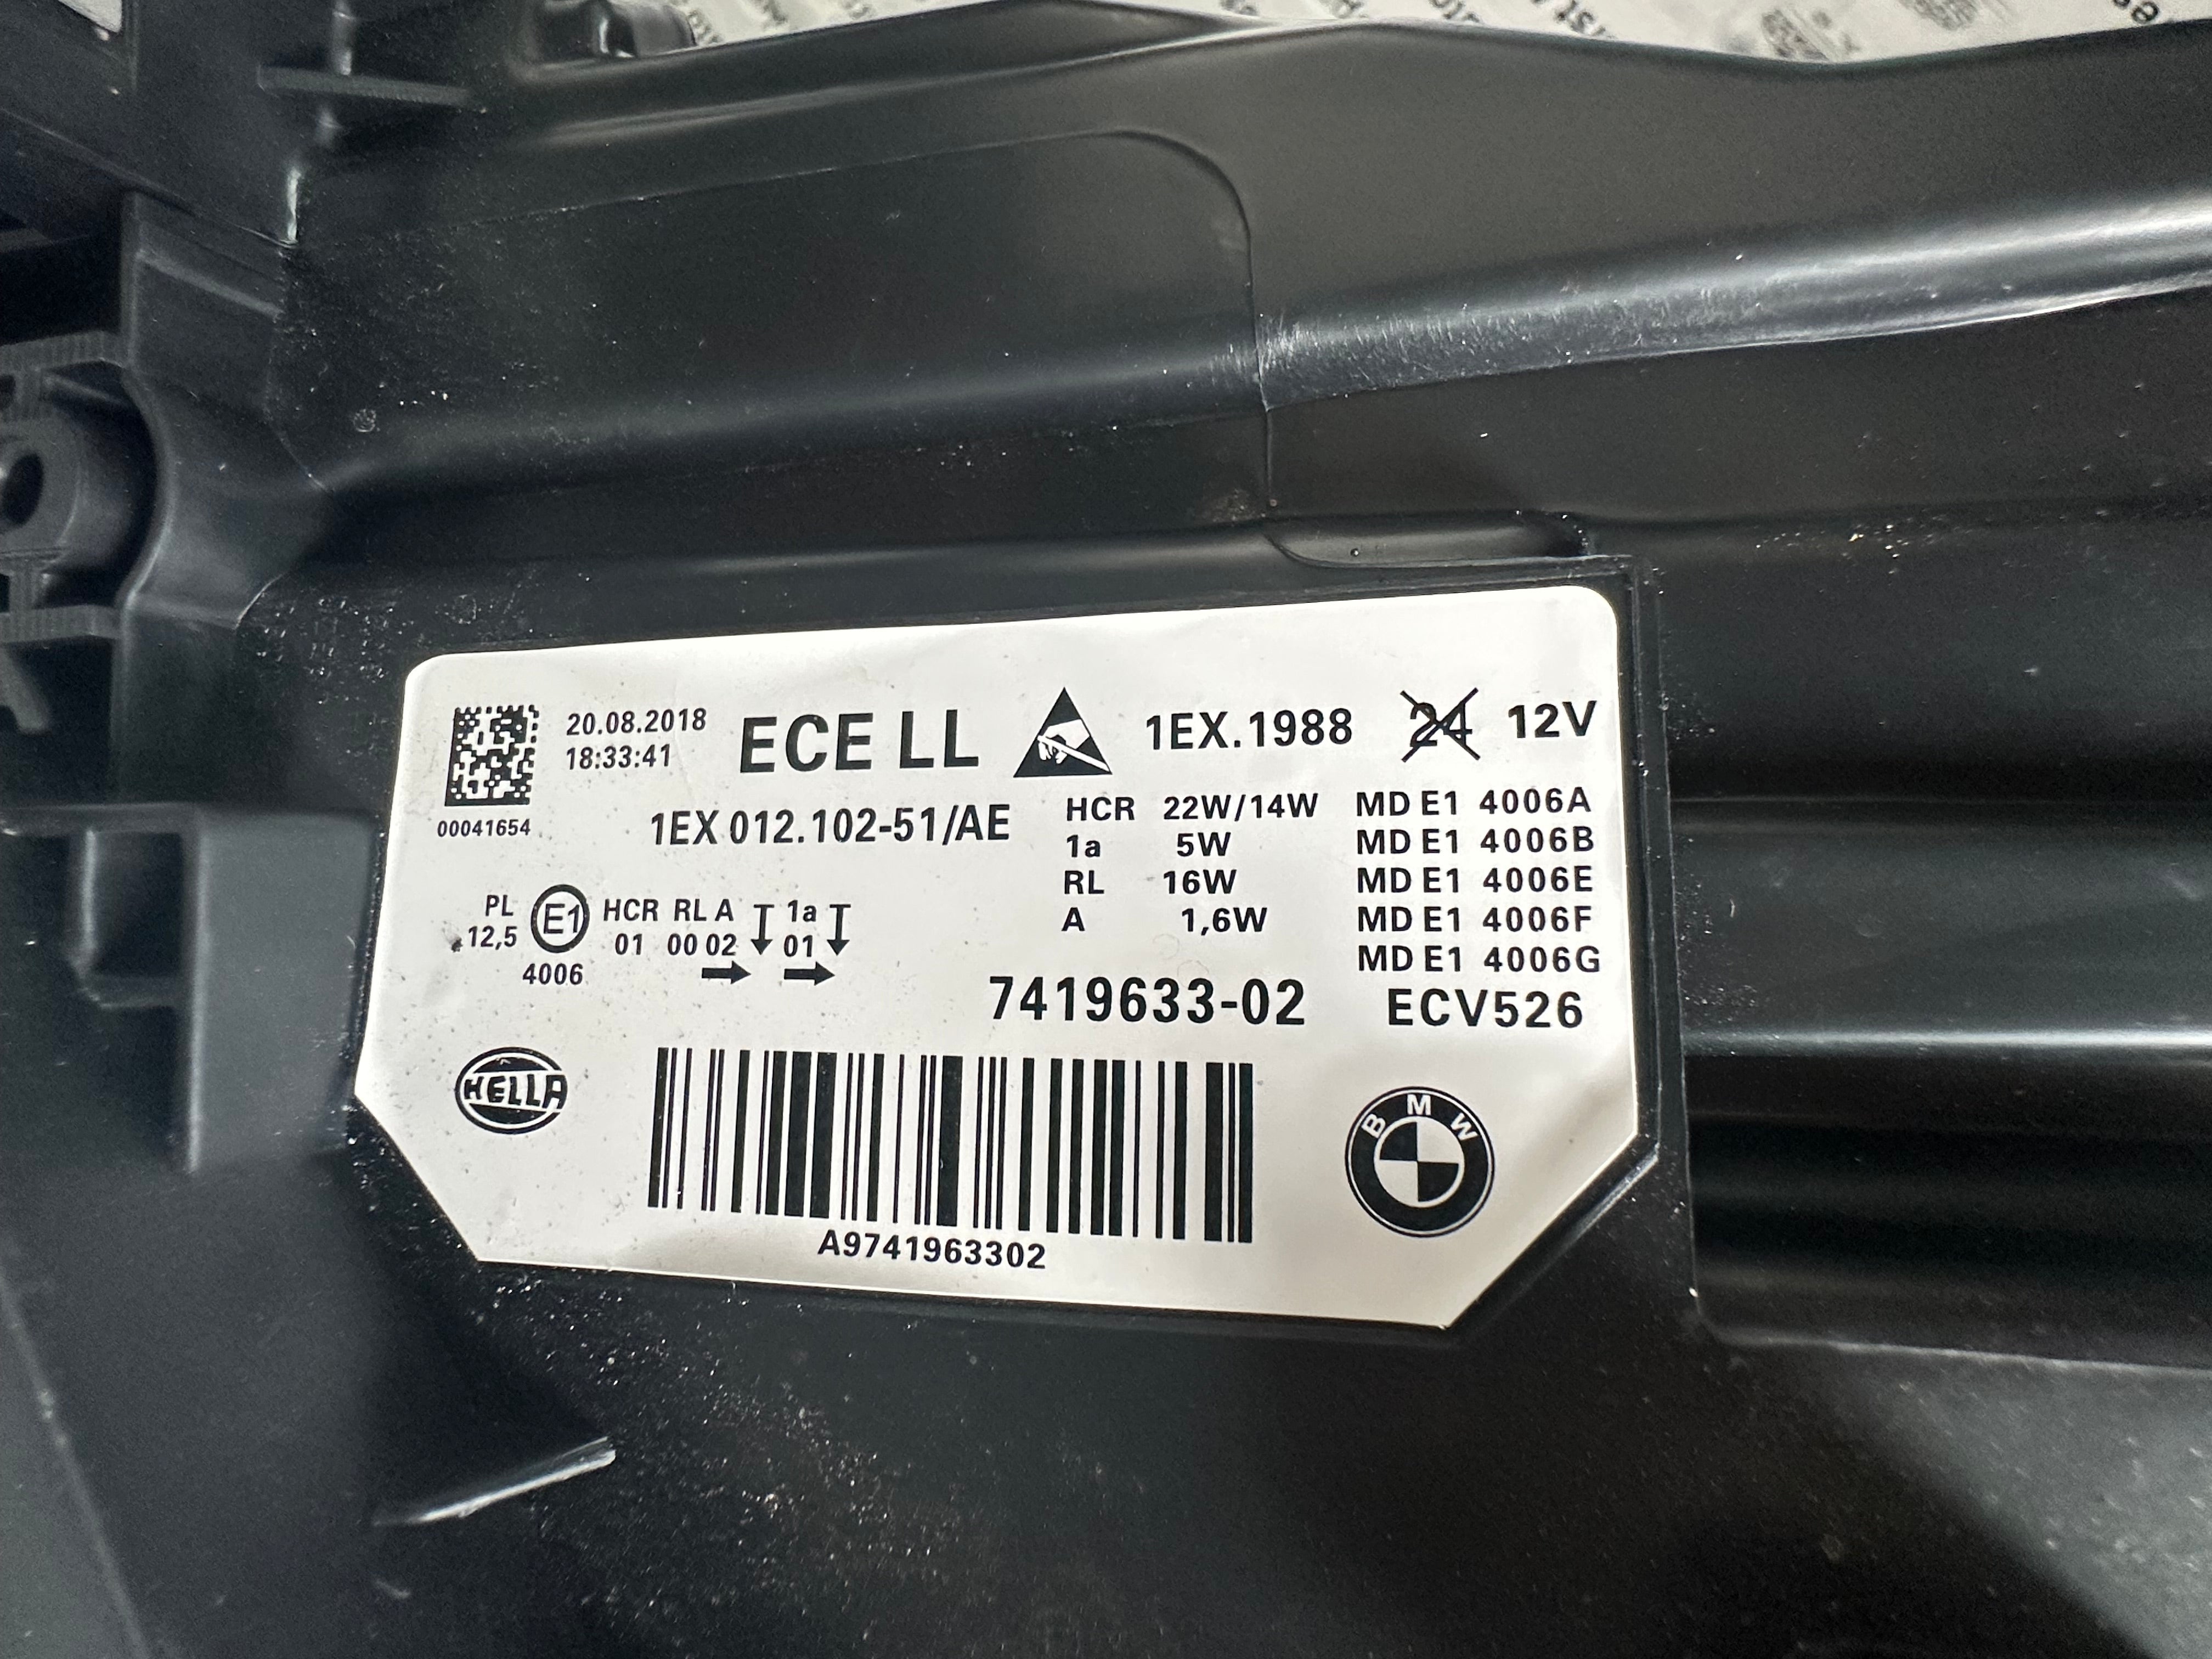 20.08.2018
18:33:41
ECE LL
1EX.1988
24 12V
00041654
1EX 012.102-51/AE
HCR 22W/14W
1a 5W
RL 16W
A 1,6W
MD E1 4006A
MD E1 4006B
MD E1 4006E
MD E1 4006F
MD E1 4006G
PL
12,5
E1
4006
HCR RL A 1a
01 00 02 01
7419633-02
ECV526
HELLA
A9741963302
BMW